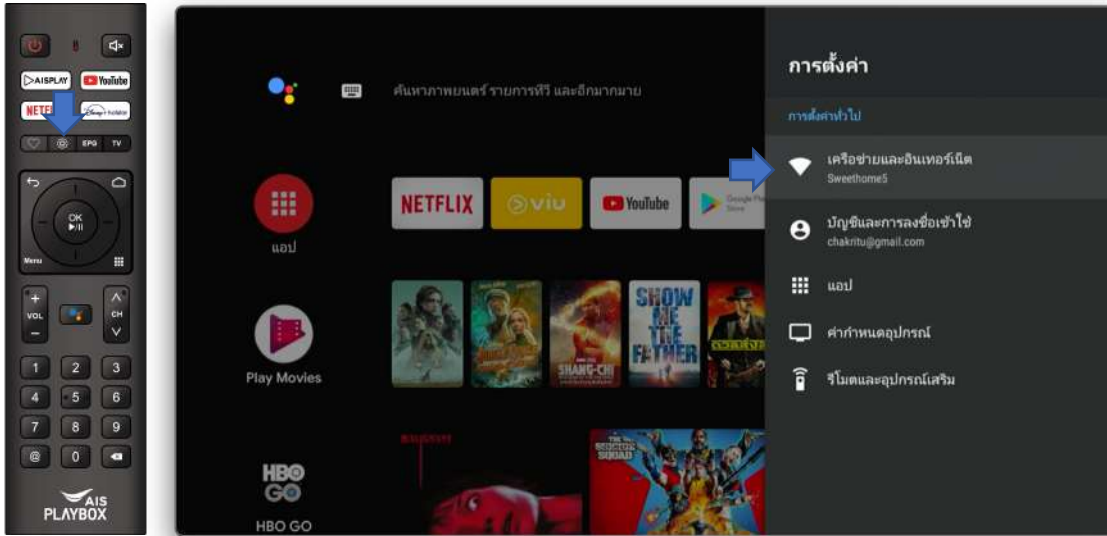 AISPLAY
YouTube
NETFLIX
Disney+ hotstar
EPG
TV
OK
Menu
+
VOL
−
CH
1
2
3
4
5
6
7
8
9
@
0
AIS
PLAYBOX
ค้นหาภาพยนตร์ รายการทีวี และอีกมากมาย
NETFLIX
viu
YouTube
Google Play
Store
แอป
SHANG-CHI
SHOW
ME
THE
FATHER
Play Movies
THE
SUICIDE
SQUAD
HBO
GO
HBO GO
การตั้งค่า
การตั้งค่าทั่วไป
เครือข่ายและอินเทอร์เน็ต
Sweethome5
บัญชีและการลงชื่อเข้าใช้
chakritu@gmail.com
แอป
ค่ากำหนดอุปกรณ์
รีโมตและอุปกรณ์เสริม